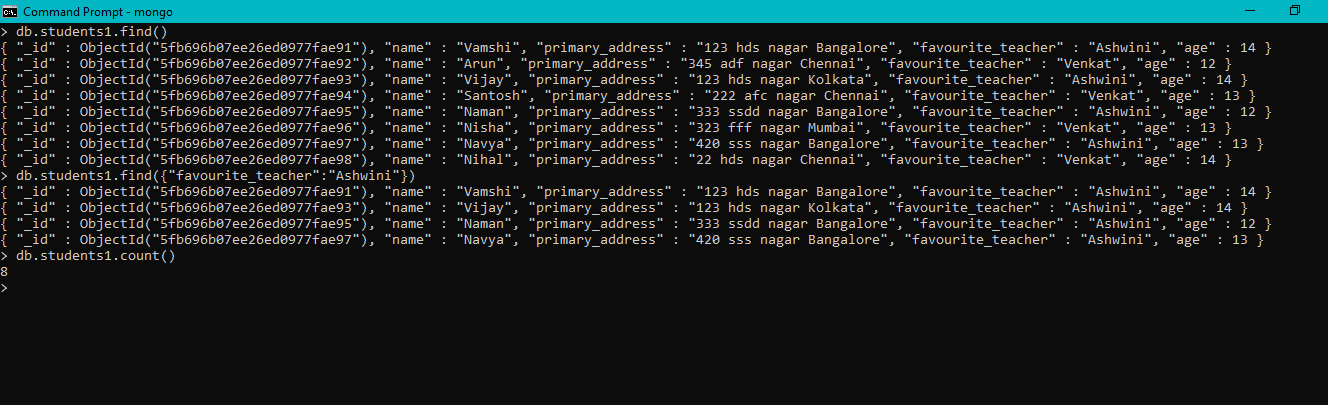 Command Prompt - mongo
> db.students1.find()
{ "_id" : ObjectId("5fb696b07ee26ed0977fae91"), "name" : "Vamshi", "primary_address" : "123 hds nagar Bangalore", "favourite_teacher" : "Ashwini", "age" : 14 }
{ "_id" : ObjectId("5fb696b07ee26ed0977fae92"), "name" : "Arun", "primary_address" : "345 adf nagar Chennai", "favourite_teacher" : "Venkat", "age" : 12 }
{ "_id" : ObjectId("5fb696b07ee26ed0977fae93"), "name" : "Vijay", "primary_address" : "123 hds nagar Kolkata", "favourite_teacher" : "Ashwini", "age" : 14 }
{ "_id" : ObjectId("5fb696b07ee26ed0977fae94"), "name" : "Santosh", "primary_address" : "222 afc nagar Chennai", "favourite_teacher" : "Venkat", "age" : 13 }
{ "_id" : ObjectId("5fb696b07ee26ed0977fae95"), "name" : "Naman", "primary_address" : "333 ssdd nagar Bangalore", "favourite_teacher" : "Ashwini", "age" : 12 }
{ "_id" : ObjectId("5fb696b07ee26ed0977fae96"), "name" : "Nisha", "primary_address" : "323 fff nagar Mumbai", "favourite_teacher" : "Venkat", "age" : 13 }
{ "_id" : ObjectId("5fb696b07ee26ed0977fae97"), "name" : "Navya", "primary_address" : "420 sss nagar Bangalore", "favourite_teacher" : "Ashwini", "age" : 13 }
{ "_id" : ObjectId("5fb696b07ee26ed0977fae98"), "name" : "Nihal", "primary_address" : "22 hds nagar Chennai", "favourite_teacher" : "Venkat", "age" : 14 }
> db.students1.find({"favourite_teacher":"Ashwini"})
{ "_id" : ObjectId("5fb696b07ee26ed0977fae91"), "name" : "Vamshi", "primary_address" : "123 hds nagar Bangalore", "favourite_teacher" : "Ashwini", "age" : 14 }
{ "_id" : ObjectId("5fb696b07ee26ed0977fae93"), "name" : "Vijay", "primary_address" : "123 hds nagar Kolkata", "favourite_teacher" : "Ashwini", "age" : 14 }
{ "_id" : ObjectId("5fb696b07ee26ed0977fae95"), "name" : "Naman", "primary_address" : "333 ssdd nagar Bangalore", "favourite_teacher" : "Ashwini", "age" : 12 }
{ "_id" : ObjectId("5fb696b07ee26ed0977fae97"), "name" : "Navya", "primary_address" : "420 sss nagar Bangalore", "favourite_teacher" : "Ashwini", "age" : 13 }
> db.students1.count()
8
>